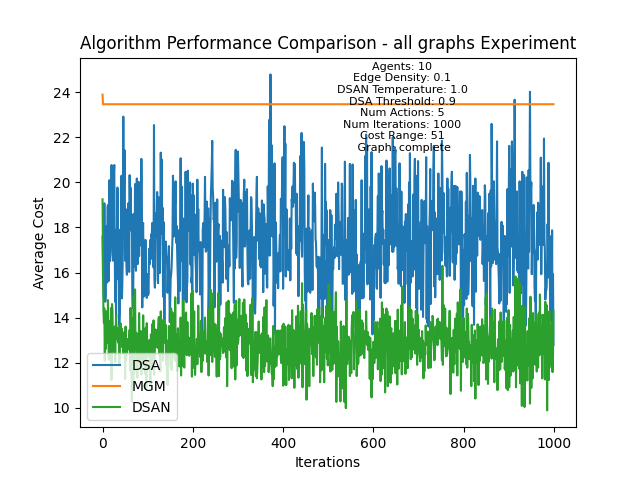 Algorithm Performance Comparison - all graphs Experiment
Agents: 10
Edge Density: 0.1
DSAN Temperature: 1.0
DSA Threshold: 0.9
Num Actions: 5
Num Iterations: 1000
Cost Range: 51
Graphs complete
Average Cost
24
22
20
18
16
14
12
10
DSA
MGM
DSAN
0
200
400
600
800
1000
Iterations